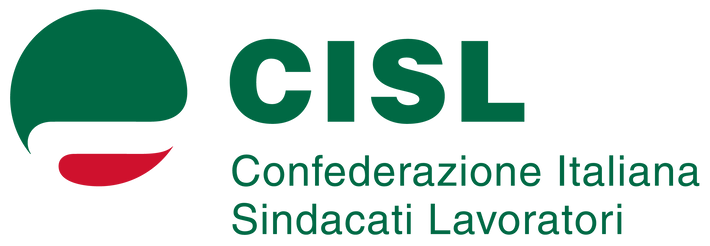 CISL
Confederazione Italiana
Sindacati Lavoratori